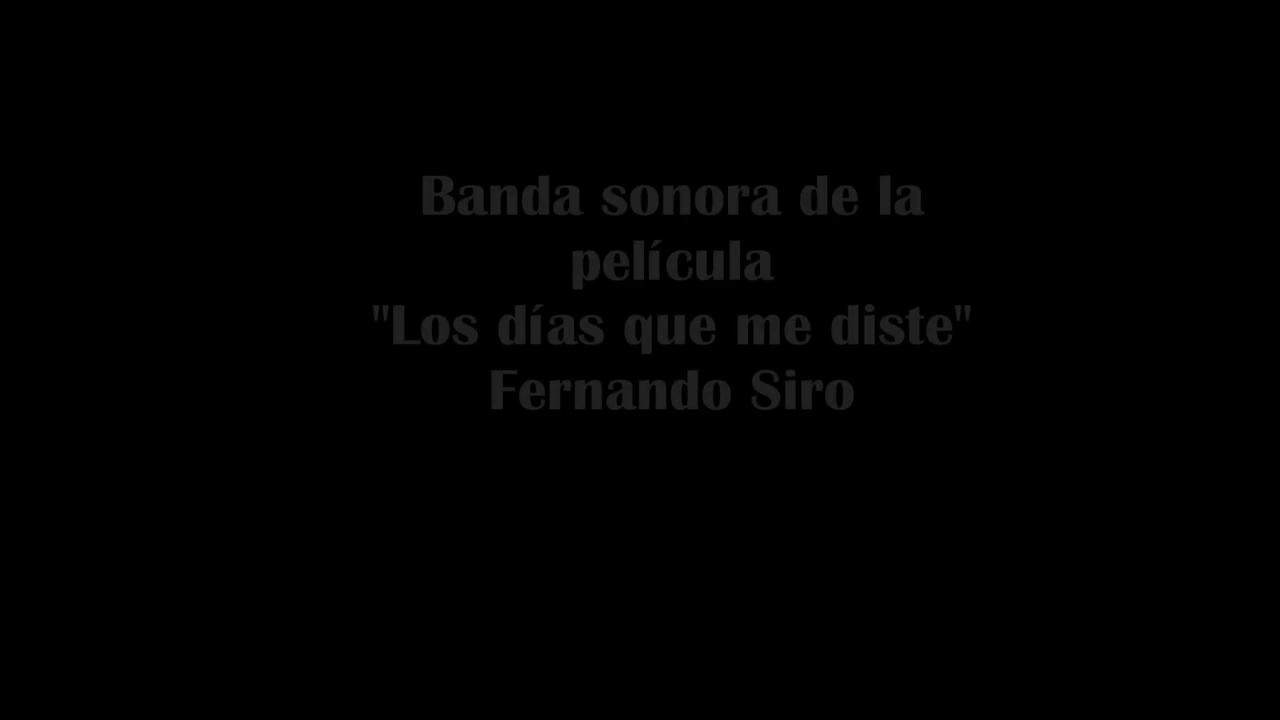 Banda sonora de la
película
"Los días que me diste"
Fernando Siro